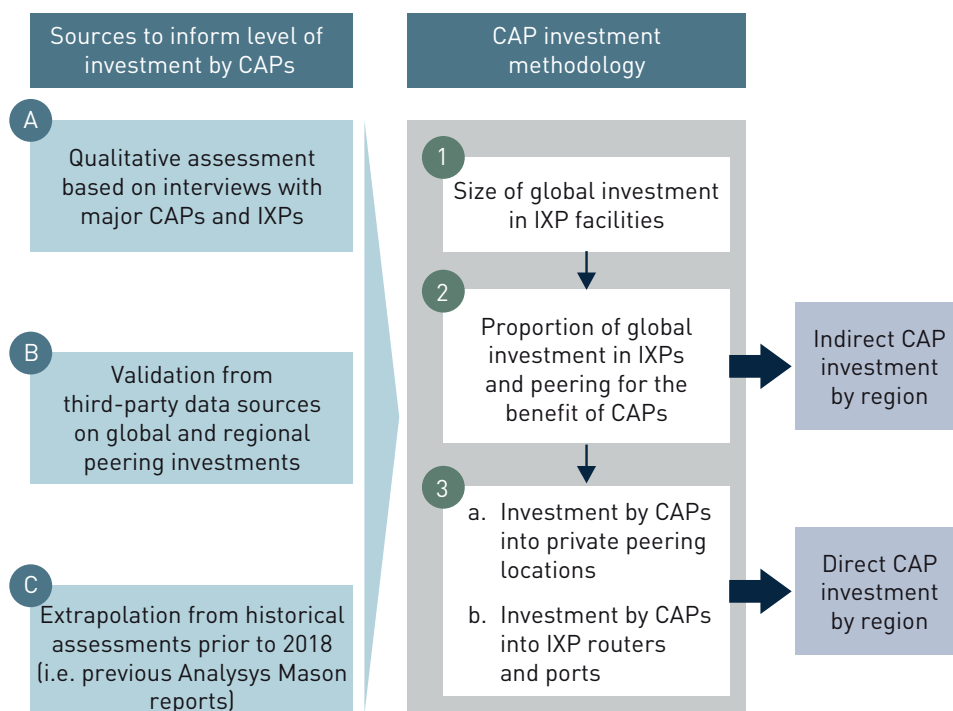 Sources to inform level of
investment by CAPs
A
Qualitative assessment
based on interviews with
major CAPs and IXPs
B
Validation from
third-party data sources
on global and regional
peering investments
C
Extrapolation from historical
assessments prior to 2018
(i.e. previous Analysys Mason
reports)
CAP investment
methodology
1
Size of global investment
in IXP facilities
2
Proportion of global
investment in IXPs
and peering for the
benefit of CAPs
3
a. Investment by CAPs
into private peering
locations
b. Investment by CAPs
into IXP routers
and ports
Indirect CAP
investment
by region
Direct CAP
investment
by region